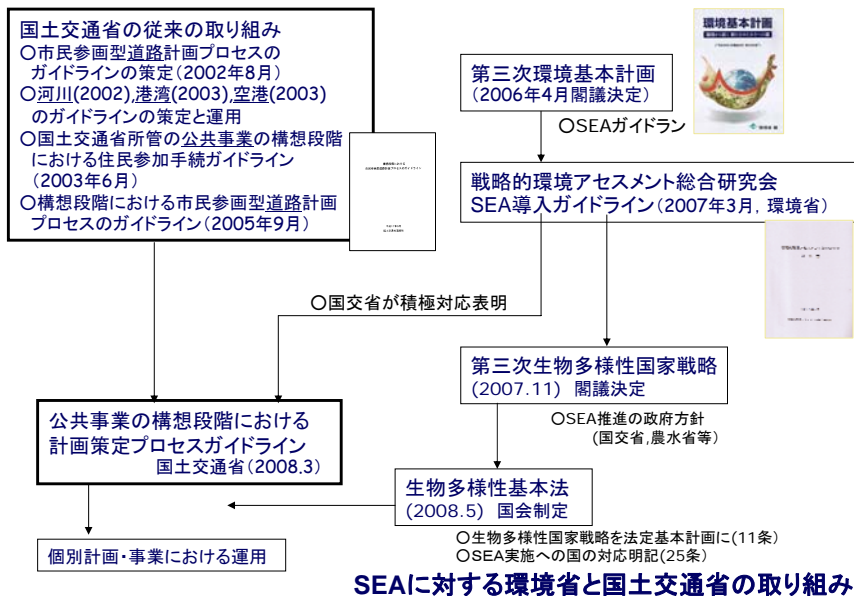 国土交通省の従来の取り組み
○市民参画型道路計画プロセスの
ガイドラインの策定(2002年8月)
○河川(2002),港湾(2003),空港(2003)
のガイドラインの策定と運用
○国土交通省所管の公共事業の構想段階
における住民参加手続ガイドライン
(2003年6月)
○構想段階における市民参画型道路計画
プロセスのガイドライン(2005年9月)
環境基本計画
第三次環境基本計画
(2006年4月閣議決定)
○SEAガイドラン
戦略的環境アセスメント総合研究会
SEA導入ガイドライン(2007年3月, 環境省)
○国交省が積極対応表明
第三次生物多様性国家戦略
(2007.11) 閣議決定
○SEA推進の政府方針
(国交省,農水省等)
公共事業の構想段階における
計画策定プロセスガイドライン
国土交通省(2008.3)
生物多様性基本法
(2008.5) 国会制定
○生物多様性国家戦略を法定基本計画に(11条)
○SEA実施への国の対応明記(25条)
個別計画・事業における運用
SEAに対する環境省と国土交通省の取り組み